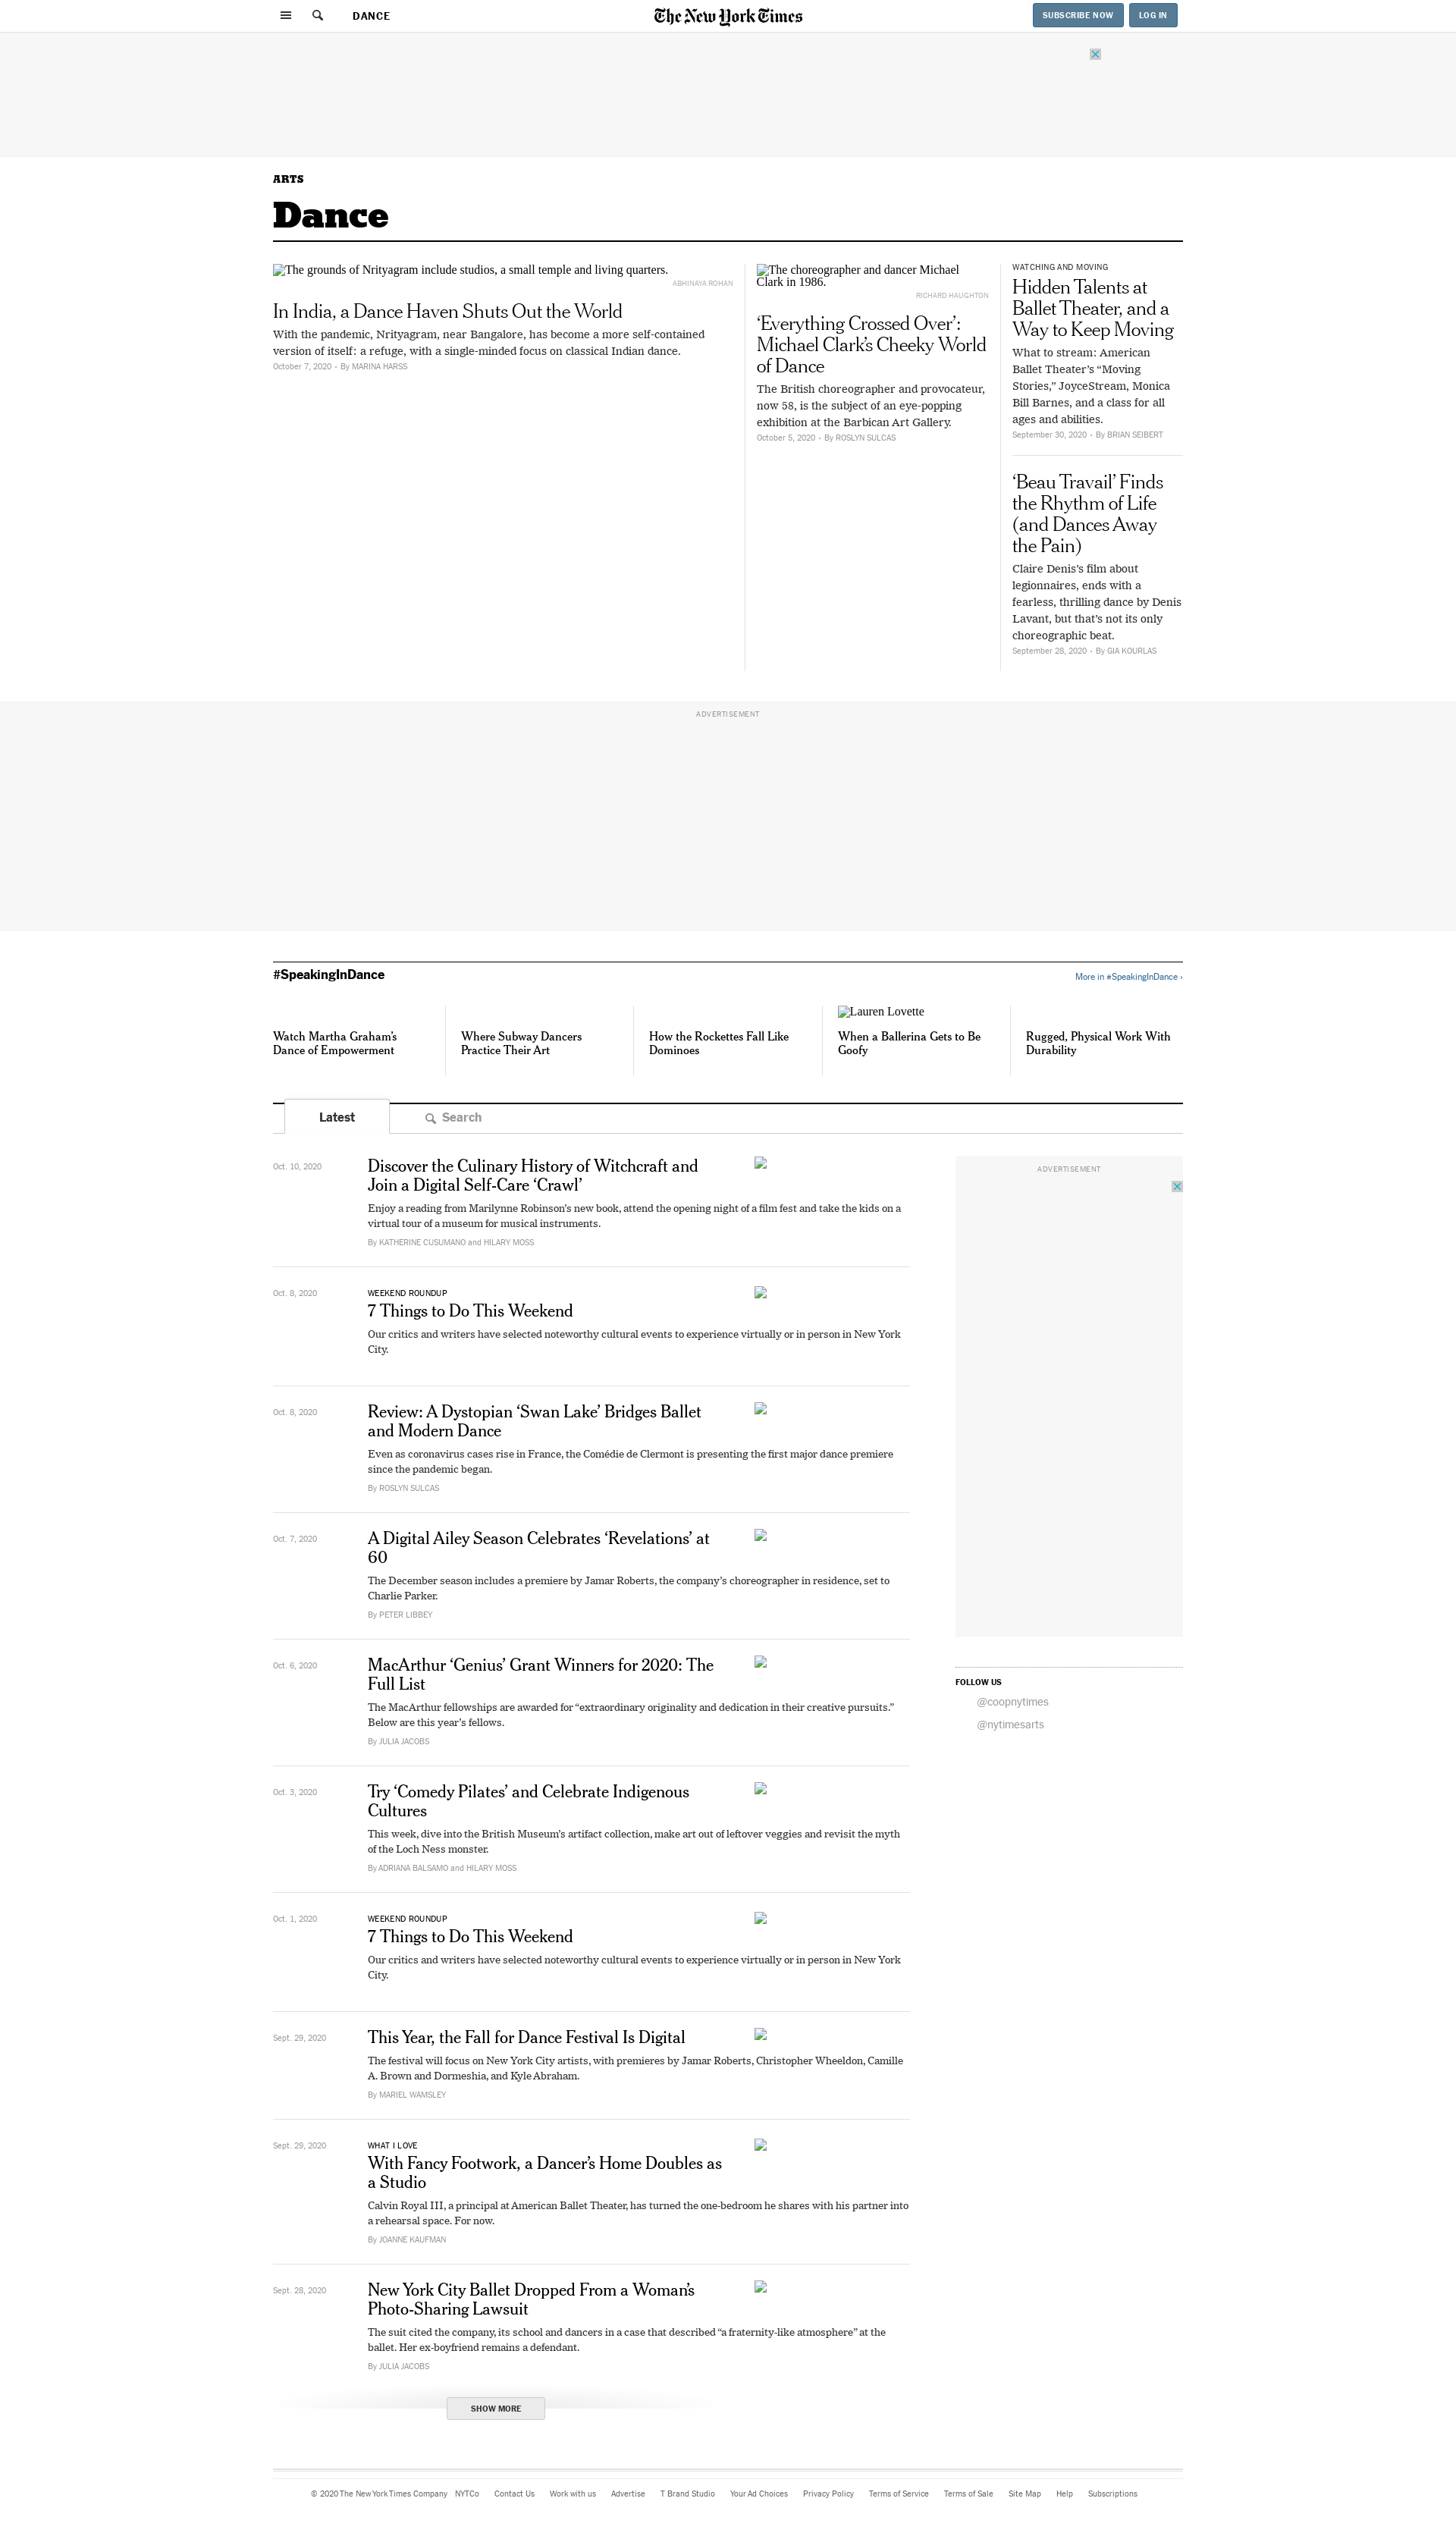 DANCE
The New York Times
SUBSCRIBE NOW
LOG IN
ARTS
Dance
The grounds of Nrityagram include studios, a small temple and living quarters.
ABHINAYA ROHAN
In India, a Dance Haven Shuts Out the World
With the pandemic, Nrityagram, near Bangalore, has become a more self-contained
version of itself: a refuge, with a single-minded focus on classical Indian dance.
October 7, 2020 - By MARINA HARSS
The choreographer and dancer Michael
Clark in 1986.
RICHARD HAUGHTON
‘Everything Crossed Over’:
Michael Clark’s Cheeky World
of Dance
The British choreographer and provocateur,
now 58, is the subject of an eye-popping
exhibition at the Barbican Art Gallery.
October 5, 2020 - By ROSLYN SULCAS
WATCHING AND MOVING
Hidden Talents at
Ballet Theater, and a
Way to Keep Moving
What to stream: American
Ballet Theater’s “Moving
Stories,” JoyceStream, Monica
Bill Barnes, and a class for all
ages and abilities.
September 30, 2020 - By BRIAN SEIBERT
‘Beau Travail’ Finds
the Rhythm of Life
(and Dances Away
the Pain)
Claire Denis’s film about
legionnaires, ends with a
fearless, thrilling dance by Denis
Lavant, but that’s not its only
choreographic beat.
September 28, 2020 - By GIA KOURLAS
ADVERTISEMENT
#SpeakingInDance
More in #SpeakingInDance ›
Watch Martha Graham’s
Dance of Empowerment
Where Subway Dancers
Practice Their Art
How the Rockettes Fall Like
Dominoes
Lauren Lovette
When a Ballerina Gets to Be
Goofy
Rugged, Physical Work With
Durability
Latest
Search
Oct. 10, 2020
Discover the Culinary History of Witchcraft and
Join a Digital Self-Care ‘Crawl’
Enjoy a reading from Marilynne Robinson’s new book, attend the opening night of a film fest and take the kids on a
virtual tour of a museum for musical instruments.
By KATHERINE CUSUMANO and HILARY MOSS
Oct. 8, 2020
WEEKEND ROUNDUP
7 Things to Do This Weekend
Our critics and writers have selected noteworthy cultural events to experience virtually or in person in New York
City.
Oct. 8, 2020
Review: A Dystopian ‘Swan Lake’ Bridges Ballet
and Modern Dance
Even as coronavirus cases rise in France, the Comédie de Clermont is presenting the first major dance premiere
since the pandemic began.
By ROSLYN SULCAS
Oct. 7, 2020
A Digital Ailey Season Celebrates ‘Revelations’ at
60
The December season includes a premiere by Jamar Roberts, the company’s choreographer in residence, set to
Charlie Parker.
By PETER LIBBEY
Oct. 6, 2020
MacArthur ‘Genius’ Grant Winners for 2020: The
Full List
The MacArthur fellowships are awarded for “extraordinary originality and dedication in their creative pursuits.”
Below are this year’s fellows.
By JULIA JACOBS
Oct. 3, 2020
Try ‘Comedy Pilates’ and Celebrate Indigenous
Cultures
This week, dive into the British Museum’s artifact collection, make art out of leftover veggies and revisit the myth
of the Loch Ness monster.
By ADRIANA BALSAMO and HILARY MOSS
Oct. 1, 2020
WEEKEND ROUNDUP
7 Things to Do This Weekend
Our critics and writers have selected noteworthy cultural events to experience virtually or in person in New York
City.
Sept. 29, 2020
This Year, the Fall for Dance Festival Is Digital
The festival will focus on New York City artists, with premieres by Jamar Roberts, Christopher Wheeldon, Camille
A. Brown and Dormeshia, and Kyle Abraham.
By MARIEL WAMSLEY
Sept. 29, 2020
WHAT I LOVE
With Fancy Footwork, a Dancer’s Home Doubles as
a Studio
Calvin Royal III, a principal at American Ballet Theater, has turned the one-bedroom he shares with his partner into
a rehearsal space. For now.
By JOANNE KAUFMAN
Sept. 28, 2020
New York City Ballet Dropped From a Woman’s
Photo-Sharing Lawsuit
The suit cited the company, its school and dancers in a case that described “a fraternity-like atmosphere” at the
ballet. Her ex-boyfriend remains a defendant.
By JULIA JACOBS
SHOW MORE
ADVERTISEMENT
FOLLOW US
@coopnytimes
@nytimesarts
© 2020 The New York Times Company NYTCo Contact Us Work with us Advertise T Brand Studio Your Ad Choices Privacy Policy Terms of Service Terms of Sale Site Map Help Subscriptions